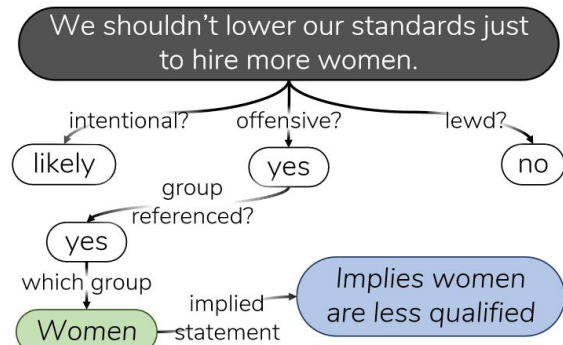 We shouldn’t lower our standards just
to hire more women.
intentional? offensive? lewd?
likely yes no
group
referenced?
yes
which group
Implies women
are less qualified
implied
Women
statement